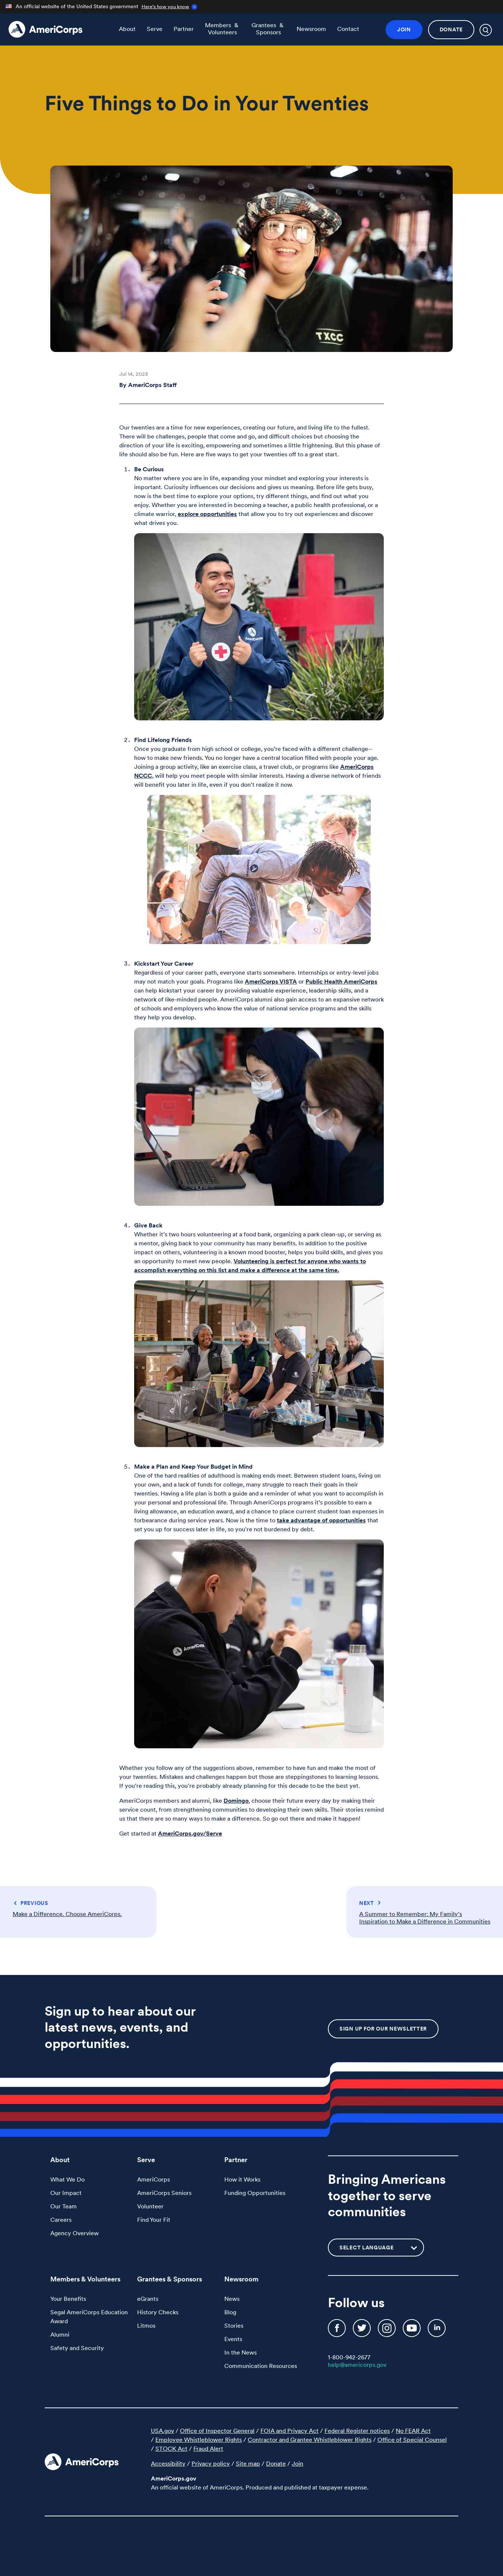 An official website of the United States government Here's how you know
AmeriCorps
About
Serve
Partner
Members & Volunteers
Grantees & Sponsors
Newsroom
Contact
JOIN
DONATE
Five Things to Do in Your Twenties
TXCC
Jul 14, 2023
By AmeriCorps Staff
Our twenties are a time for new experiences, creating our future, and living life to the fullest.
There will be challenges, people that come and go, and difficult choices but choosing the
direction of your life is exciting, empowering and sometimes a little frightening. But this phase of
life should also be fun. Here are five ways to get your twenties off to a great start.
1. Be Curious
No matter where you are in life, expanding your mindset and exploring your interests is
important. Curiosity influences our decisions and gives us meaning. Before life gets busy,
now is the best time to explore your options, try different things, and find out what you
enjoy. Whether you are interested in becoming a teacher, a public health professional, or a
climate warrior, explore opportunities that allow you to try out experiences and discover
what drives you.
2. Find Lifelong Friends
Once you graduate from high school or college, you're faced with a different challenge--
how to make new friends. You no longer have a central location filled with people your age.
Joining a group activity, like an exercise class, a travel club, or programs like AmeriCorps
NCCC, will help you meet people with similar interests. Having a diverse network of friends
will benefit you later in life, even if you don't realize it now.
3. Kickstart Your Career
Regardless of your career path, everyone starts somewhere. Internships or entry-level jobs
may not match your goals. Programs like AmeriCorps VISTA or Public Health AmeriCorps
can help kickstart your career by providing valuable experience, leadership skills, and a
network of like-minded people. AmeriCorps alumni also gain access to an expansive network
of schools and employers who know the value of national service programs and the skills
they help you develop.
4. Give Back
Whether it's two hours volunteering at a food bank, organizing a park clean-up, or serving as
a mentor, giving back to your community has many benefits. In addition to the positive
impact on others, volunteering is a known mood booster, helps you build skills, and gives you
an opportunity to meet new people. Volunteering is perfect for anyone who wants to
accomplish everything on this list and make a difference at the same time.
5. Make a Plan and Keep Your Budget in Mind
One of the hard realities of adulthood is making ends meet. Between student loans, living on
your own, and a lack of funds for college, many struggle to reach their goals in their
twenties. Having a life plan is both a guide and a reminder of what you want to accomplish in
your personal and professional life. Through AmeriCorps programs it's possible to earn a
living allowance, an education award, and a chance to place current student loan expenses in
forbearance during service years. Now is the time to take advantage of opportunities that
set you up for success later in life, so you're not burdened by debt.
AmeriCorps
Whether you follow any of the suggestions above, remember to have fun and make the most of
your twenties. Mistakes and challenges happen but those are steppingstones to learning lessons.
If you're reading this, you're probably already planning for this decade to be the best yet.
AmeriCorps members and alumni, like Domingo, choose their future every day by making their
service count, from strengthening communities to developing their own skills. Their stories remind
us that there are so many ways to make a difference. So go out there and make it happen!
Get started at AmeriCorps.gov/Serve
PREVIOUS
Make a Difference. Choose AmeriCorps.
NEXT
A Summer to Remember: My Family's
Inspiration to Make a Difference in Communities
Sign up to hear about our
latest news, events, and
opportunities.
SIGN UP FOR OUR NEWSLETTER
About
What We Do
Our Impact
Our Team
Careers
Agency Overview
Serve
AmeriCorps
AmeriCorps Seniors
Volunteer
Find Your Fit
Partner
How it Works
Funding Opportunities
Bringing Americans
together to serve
communities
SELECT LANGUAGE
Members & Volunteers
Your Benefits
Segal AmeriCorps Education
Award
Alumni
Safety and Security
Grantees & Sponsors
eGrants
History Checks
Litmos
Newsroom
News
Blog
Stories
Events
In the News
Communication Resources
Follow us
1-800-942-2677
help@americorps.gov
AmeriCorps
USA.gov / Office of Inspector General / FOIA and Privacy Act / Federal Register notices / No FEAR Act
/ Employee Whistleblower Rights / Contractor and Grantee Whistleblower Rights / Office of Special Counsel
/ STOCK Act / Fraud Alert
Accessibility / Privacy policy / Site map / Donate / Join
AmeriCorps.gov
An official website of AmeriCorps. Produced and published at taxpayer expense.